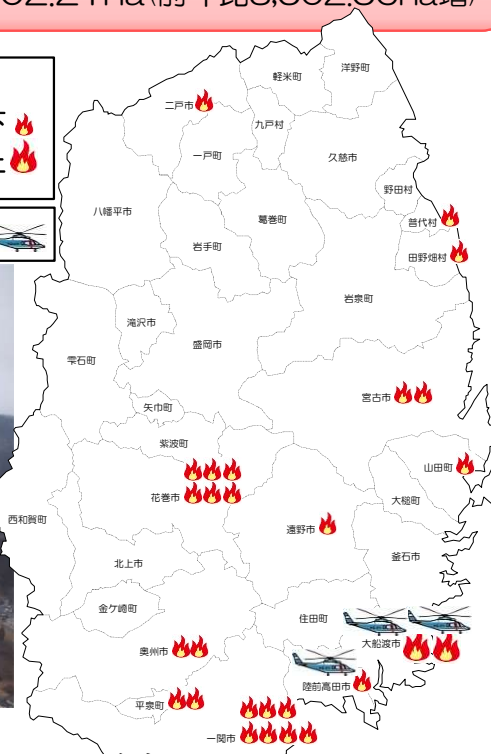 洋野町
軽米町
二戸市
九戸村
一戸町
久慈市
野田村
八幡平市
葛巻町
普代村
岩手町
田野畑村
岩泉町
滝沢市
盛岡市
雫石町
宮古市
矢巾町
紫波町
山田町
花巻市
大槌町
西和賀町
遠野市
釜石市
北上市
金ケ崎町
住田町
大船渡市
奥州市
陸前高田市
平泉町
一関市